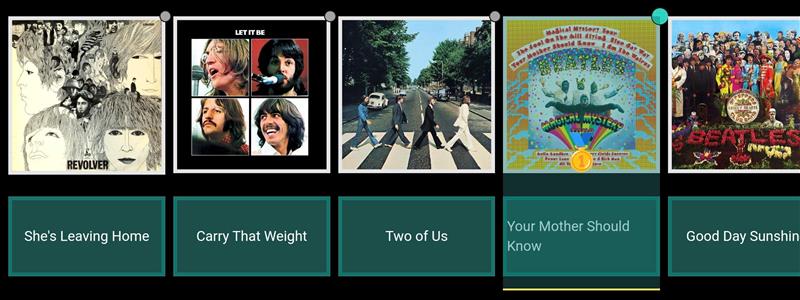 REVOLVER
LET IT BE
Magical Mystery Tour
The Fool On The Hill Flying Blue Jay Way
Your Mother Should Know I Am The Walrus
BEATLES
MAGICAL MYSTERY
1
BEATLES
She's Leaving Home
Carry That Weight
Two of Us
Your Mother Should
Know
Good Day Sunshin